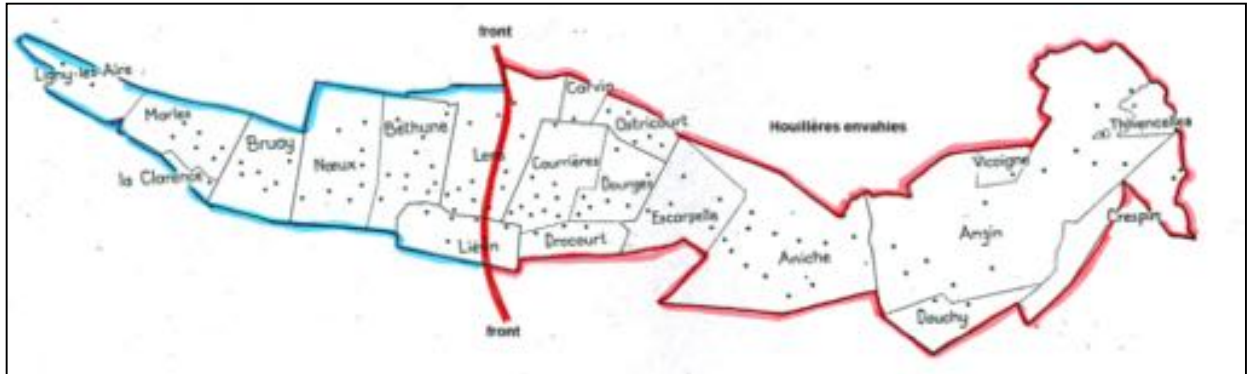 front
Ligny-les-Aire
Marles
la Clarence
Bruay
Nœux
Béthune
Lens
Liévin
Carvin
Ostricourt
Courrières
Dourges
Drocourt
Escarpelle
Houillères envahies
Aniche
Vicoigne
Thivencelles
Anzin
Crespin
Douchy
front